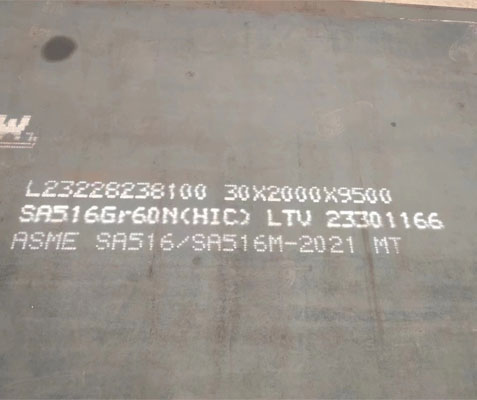 L23228238100 30X2000X9500
SA516Gr60N(HIC) LTV 23301166
ASME SA516/SA516M-2021 MT